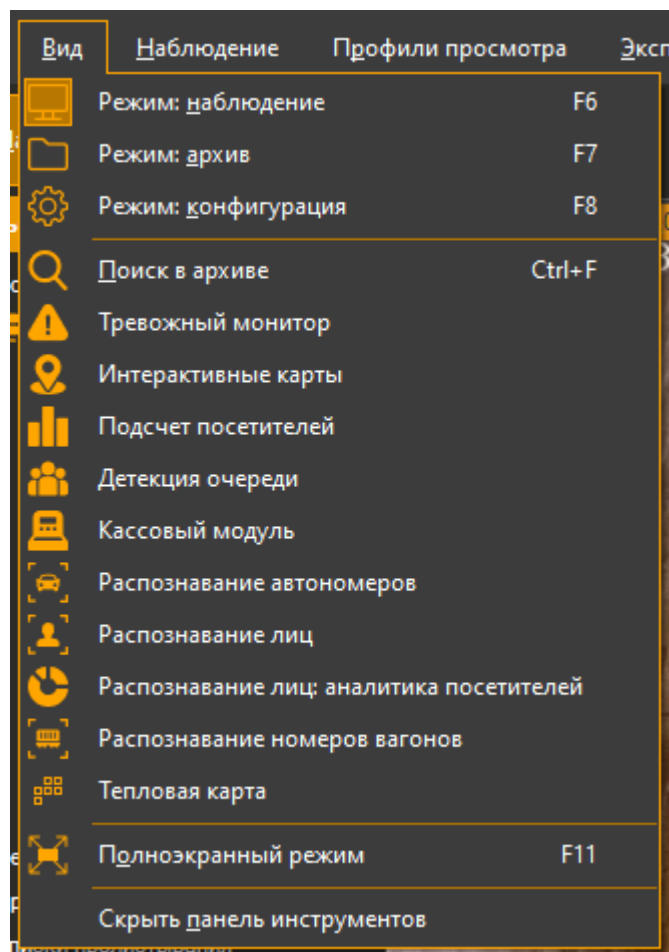 Вид Наблюдение Профили просмотра
Режим: наблюдение F6
Режим: архив F7
Режим: конфигурация F8
Поиск в архиве Ctrl+F
Тревожный монитор
Интерактивные карты
Подсчет посетителей
Детекция очереди
Кассовый модуль
Распознавание автономеров
Распознавание лиц
Распознавание лиц: аналитика посетителей
Распознавание номеров вагонов
Тепловая карта
Полноэкранный режим F11
Скрыть панель инструментов